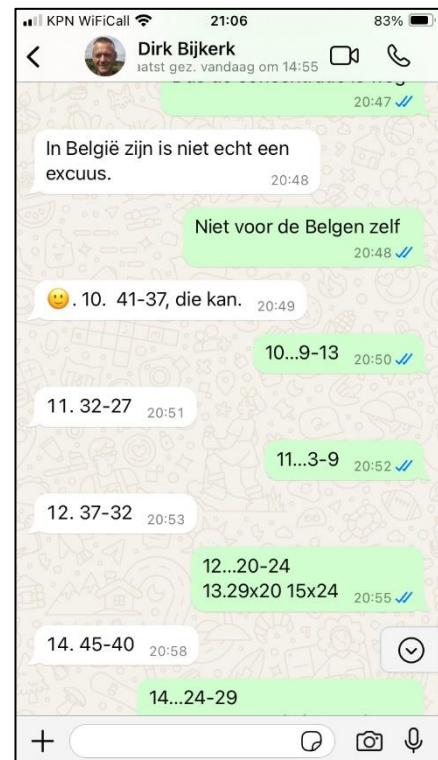 KPN WiFiCall 21:06 83%
Dirk Bijkerk
atst gez. vandaag om 14:55
20:47
In België zijn is niet echt een
excuus.
20:48
Niet voor de Belgen zelf
20:48
🙂. 10. 41-37, die kan. 20:49
10...9-13 20:50
11. 32-27 20:51
11...3-9 20:52
12. 37-32 20:53
12...20-24
13.29x20 15x24 20:55
14. 45-40 20:58
14...24-29